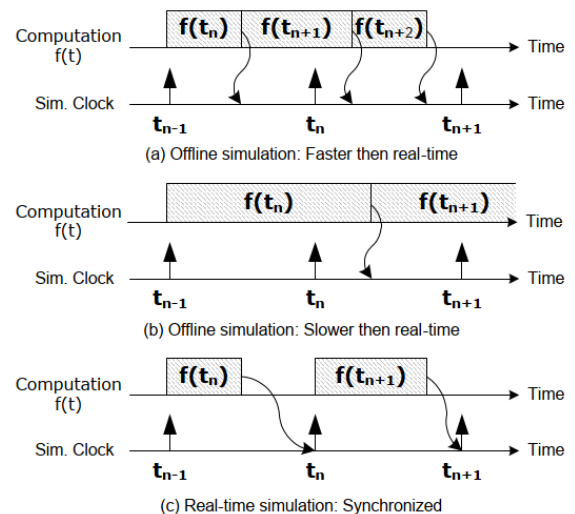 f(tn) f(tn+1) f(tn+2)
Computation
f(t)
Time
Sim. Clock
Time
tn-1 tn tn+1
(a) Offline simulation: Faster then real-time
f(tn) f(tn+1)
Computation
f(t)
Time
Sim. Clock
Time
tn-1 tn tn+1
(b) Offline simulation: Slower then real-time
f(tn) f(tn+1)
Computation
f(t)
Time
Sim. Clock
Time
tn-1 tn tn+1
(c) Real-time simulation: Synchronized